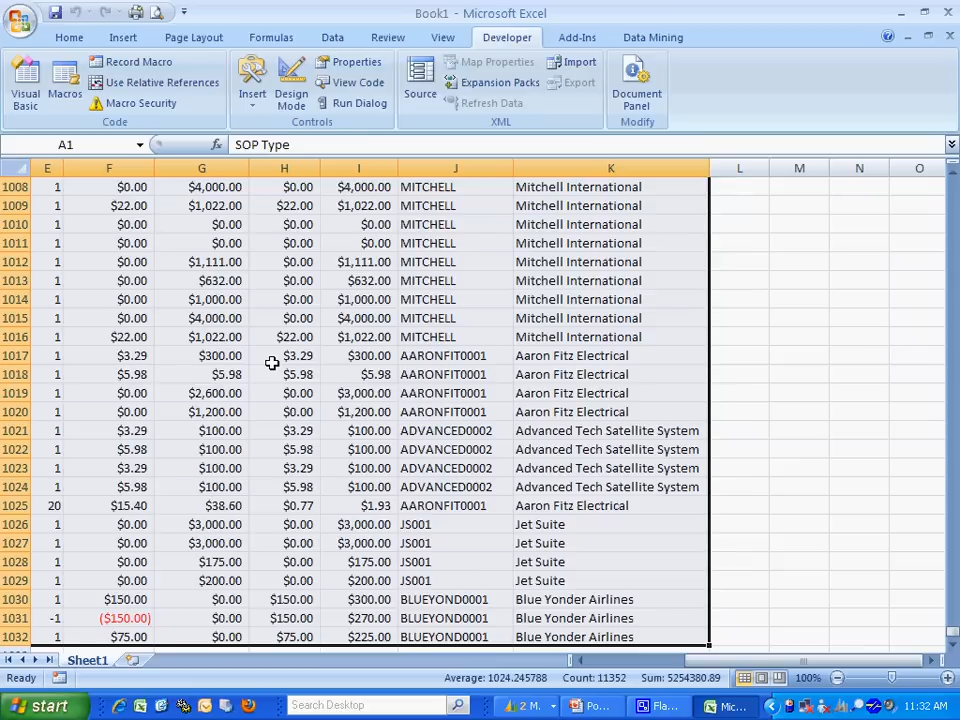 Book1 - Microsoft Excel
Home Insert Page Layout Formulas Data Review View Developer Add-Ins Data Mining
Visual Basic
Macros
Record Macro
Use Relative References
Macro Security
Code
Insert
Design Mode
Properties
View Code
Run Dialog
Controls
Source
Map Properties
Expansion Packs
Refresh Data
Import
Export
XML
Document Panel
Modify
A1 fx SOP Type
E F G H I J K L M N O
1008 1 $0.00 $4,000.00 $0.00 $4,000.00 MITCHELL Mitchell International
1009 1 $22.00 $1,022.00 $22.00 $1,022.00 MITCHELL Mitchell International
1010 1 $0.00 $0.00 $0.00 $0.00 MITCHELL Mitchell International
1011 1 $0.00 $0.00 $0.00 $0.00 MITCHELL Mitchell International
1012 1 $0.00 $1,111.00 $0.00 $1,111.00 MITCHELL Mitchell International
1013 1 $0.00 $632.00 $0.00 $632.00 MITCHELL Mitchell International
1014 1 $0.00 $1,000.00 $0.00 $1,000.00 MITCHELL Mitchell International
1015 1 $0.00 $4,000.00 $0.00 $4,000.00 MITCHELL Mitchell International
1016 1 $22.00 $1,022.00 $22.00 $1,022.00 MITCHELL Mitchell International
1017 1 $3.29 $300.00 $3.29 $300.00 AARONFIT0001 Aaron Fitz Electrical
1018 1 $5.98 $5.98 $5.98 $5.98 AARONFIT0001 Aaron Fitz Electrical
1019 1 $0.00 $2,600.00 $0.00 $3,000.00 AARONFIT0001 Aaron Fitz Electrical
1020 1 $0.00 $1,200.00 $0.00 $1,200.00 AARONFIT0001 Aaron Fitz Electrical
1021 1 $3.29 $100.00 $3.29 $100.00 ADVANCED0002 Advanced Tech Satellite System
1022 1 $5.98 $100.00 $5.98 $100.00 ADVANCED0002 Advanced Tech Satellite System
1023 1 $3.29 $100.00 $3.29 $100.00 ADVANCED0002 Advanced Tech Satellite System
1024 1 $5.98 $100.00 $5.98 $100.00 ADVANCED0002 Advanced Tech Satellite System
1025 20 $15.40 $38.60 $0.77 $1.93 AARONFIT0001 Aaron Fitz Electrical
1026 1 $0.00 $3,000.00 $0.00 $3,000.00 JS001 Jet Suite
1027 1 $0.00 $3,000.00 $0.00 $3,000.00 JS001 Jet Suite
1028 1 $0.00 $175.00 $0.00 $175.00 JS001 Jet Suite
1029 1 $0.00 $200.00 $0.00 $200.00 JS001 Jet Suite
1030 1 $150.00 $0.00 $150.00 $300.00 BLUEYOND0001 Blue Yonder Airlines
1031 -1 ($150.00) $0.00 $150.00 $270.00 BLUEYOND0001 Blue Yonder Airlines
1032 1 $75.00 $0.00 $75.00 $225.00 BLUEYOND0001 Blue Yonder Airlines
Sheet1
Ready Average: 1024.245788 Count: 11352 Sum: 5254380.89 100%
start Search Desktop 2 M. Po... Fla... Mic... 11:32 AM